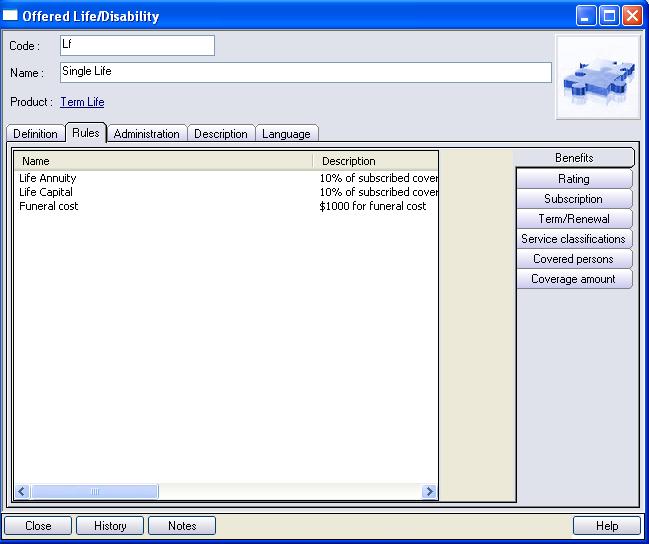 Offered Life/Disability
Code : Lf
Name : Single Life
Product : Term Life
Definition Rules Administration Description Language
Name Description Benefits
Life Annuity 10% of subscribed cover
Life Capital 10% of subscribed cover
Funeral cost $1000 for funeral cost
Rating
Subscription
Term/Renewal
Service classifications
Covered persons
Coverage amount
Close History Notes Help